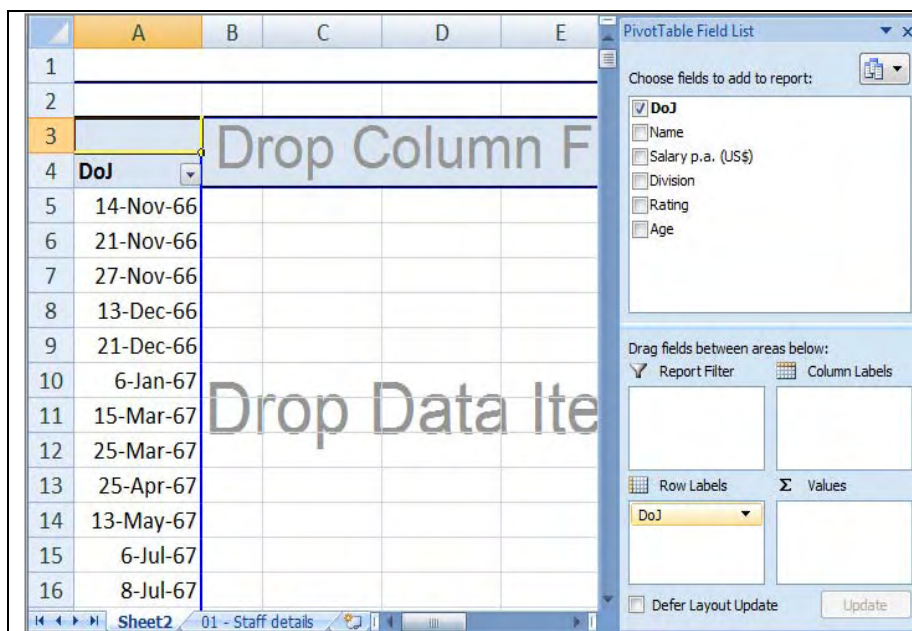 A B C D E
1
2
3 Drop Column F
4 DoJ
5 14-Nov-66
6 21-Nov-66
7 27-Nov-66
8 13-Dec-66
9 21-Dec-66
10 6-Jan-67
11 15-Mar-67 Drop Data Ite
12 25-Mar-67
13 25-Apr-67
14 13-May-67
15 6-Jul-67
16 8-Jul-67
Sheet2 01 - Staff details
PivotTable Field List
Choose fields to add to report:
DoJ
Name
Salary p.a. (US$)
Division
Rating
Age
Drag fields between areas below:
Report Filter Column Labels
Row Labels Σ Values
DoJ
Defer Layout Update Update